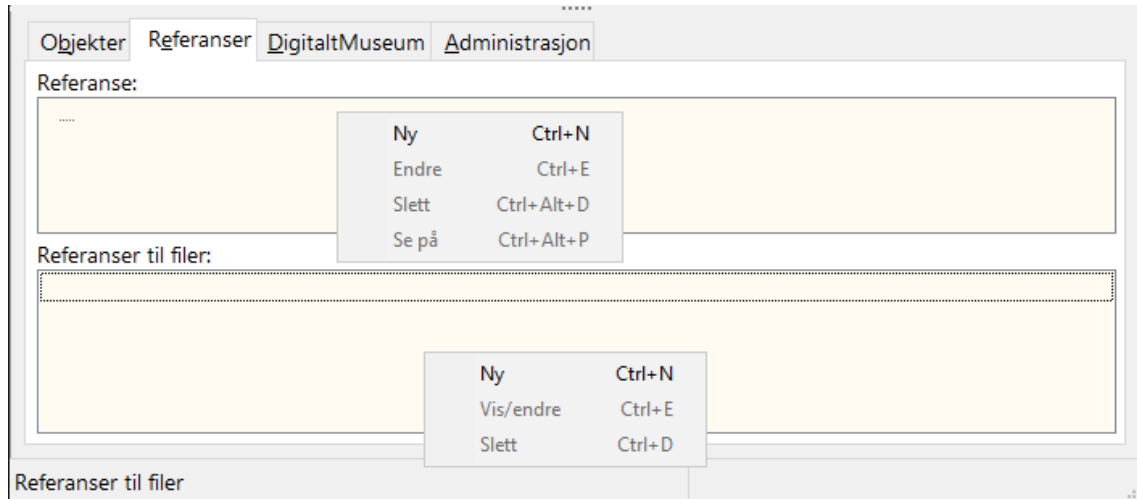 Objekter Referanser DigitaltMuseum Administrasjon
Referanse:
.....
Ny Ctrl+N
Endre Ctrl+E
Slett Ctrl+Alt+D
Se på Ctrl+Alt+P
Referanser til filer:
Ny Ctrl+N
Vis/endre Ctrl+E
Slett Ctrl+D
Referanser til filer